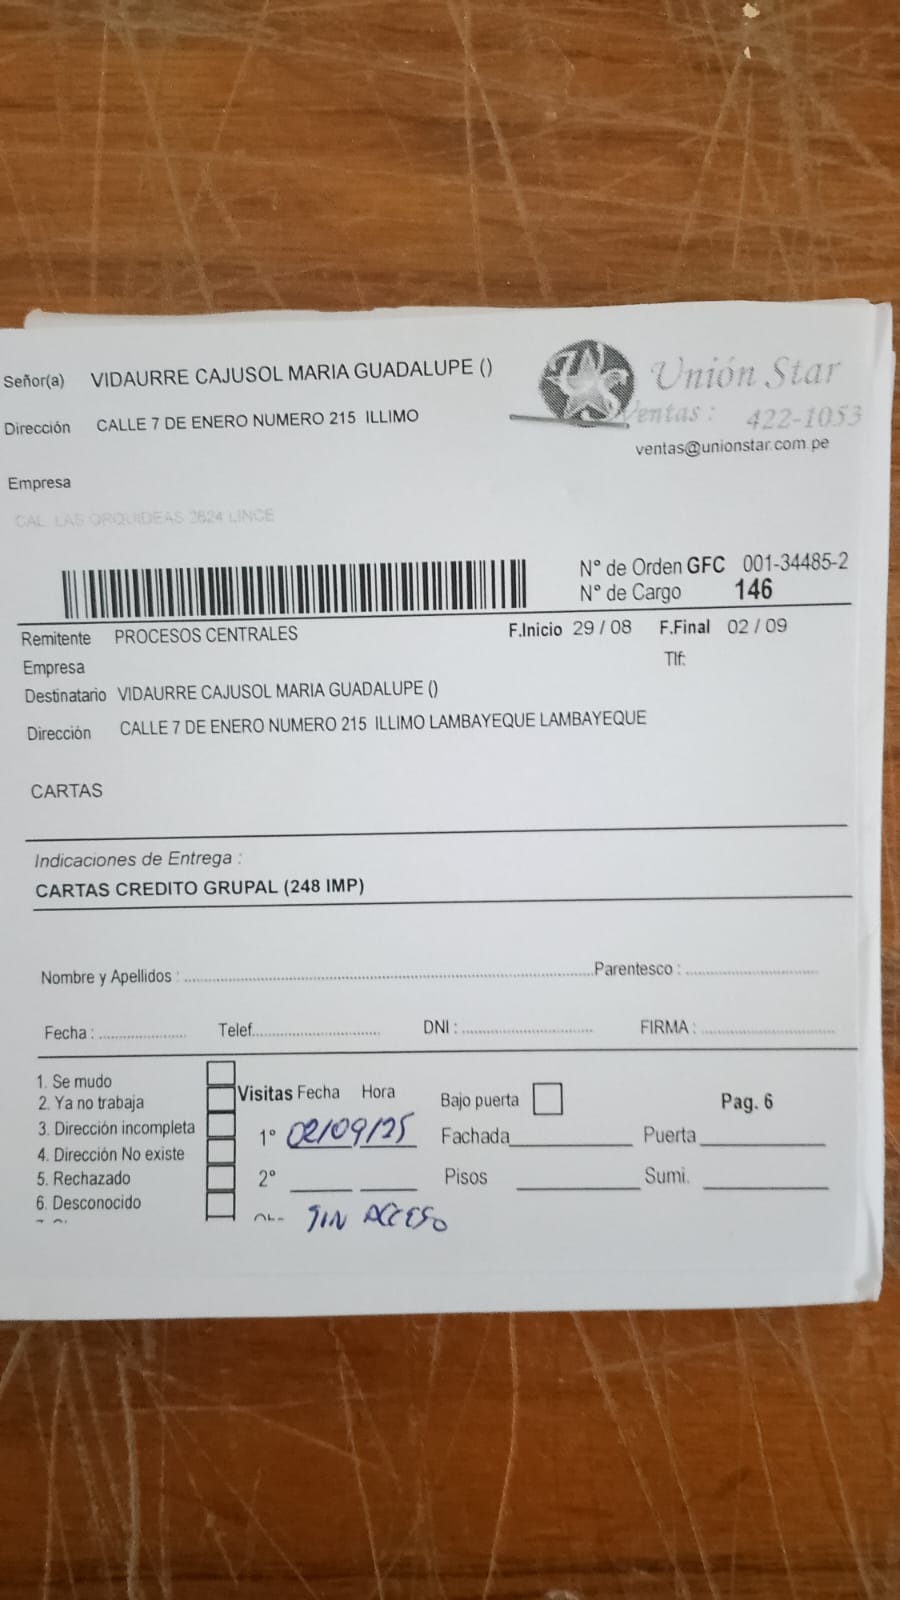 Señor(a) VIDAURRE CAJUSOL MARIA GUADALUPE ()
Dirección CALLE 7 DE ENERO NUMERO 215 ILLIMO
Unión Star
Ventas : 422-1053
ventas@unionstar.com.pe
Empresa
CAL. LAS ORQUIDEAS 2624 LINCE
N° de Orden GFC 001-34485-2
N° de Cargo 146
Remitente PROCESOS CENTRALES F.Inicio 29 / 08 F.Final 02 / 09
Empresa Tlf:
Destinatario VIDAURRE CAJUSOL MARIA GUADALUPE ()
Dirección CALLE 7 DE ENERO NUMERO 215 ILLIMO LAMBAYEQUE LAMBAYEQUE
CARTAS
Indicaciones de Entrega :
CARTAS CREDITO GRUPAL (248 IMP)
Nombre y Apellidos : Parentesco :
Fecha : Telef. DNI : FIRMA :
1. Se mudo
2. Ya no trabaja
3. Dirección incompleta
4. Dirección No existe
5. Rechazado
6. Desconocido
Visitas Fecha Hora
1° 02/09/25
2°
SIN ACCESO
Bajo puerta Pag. 6
Fachada Puerta
Pisos Sumi.